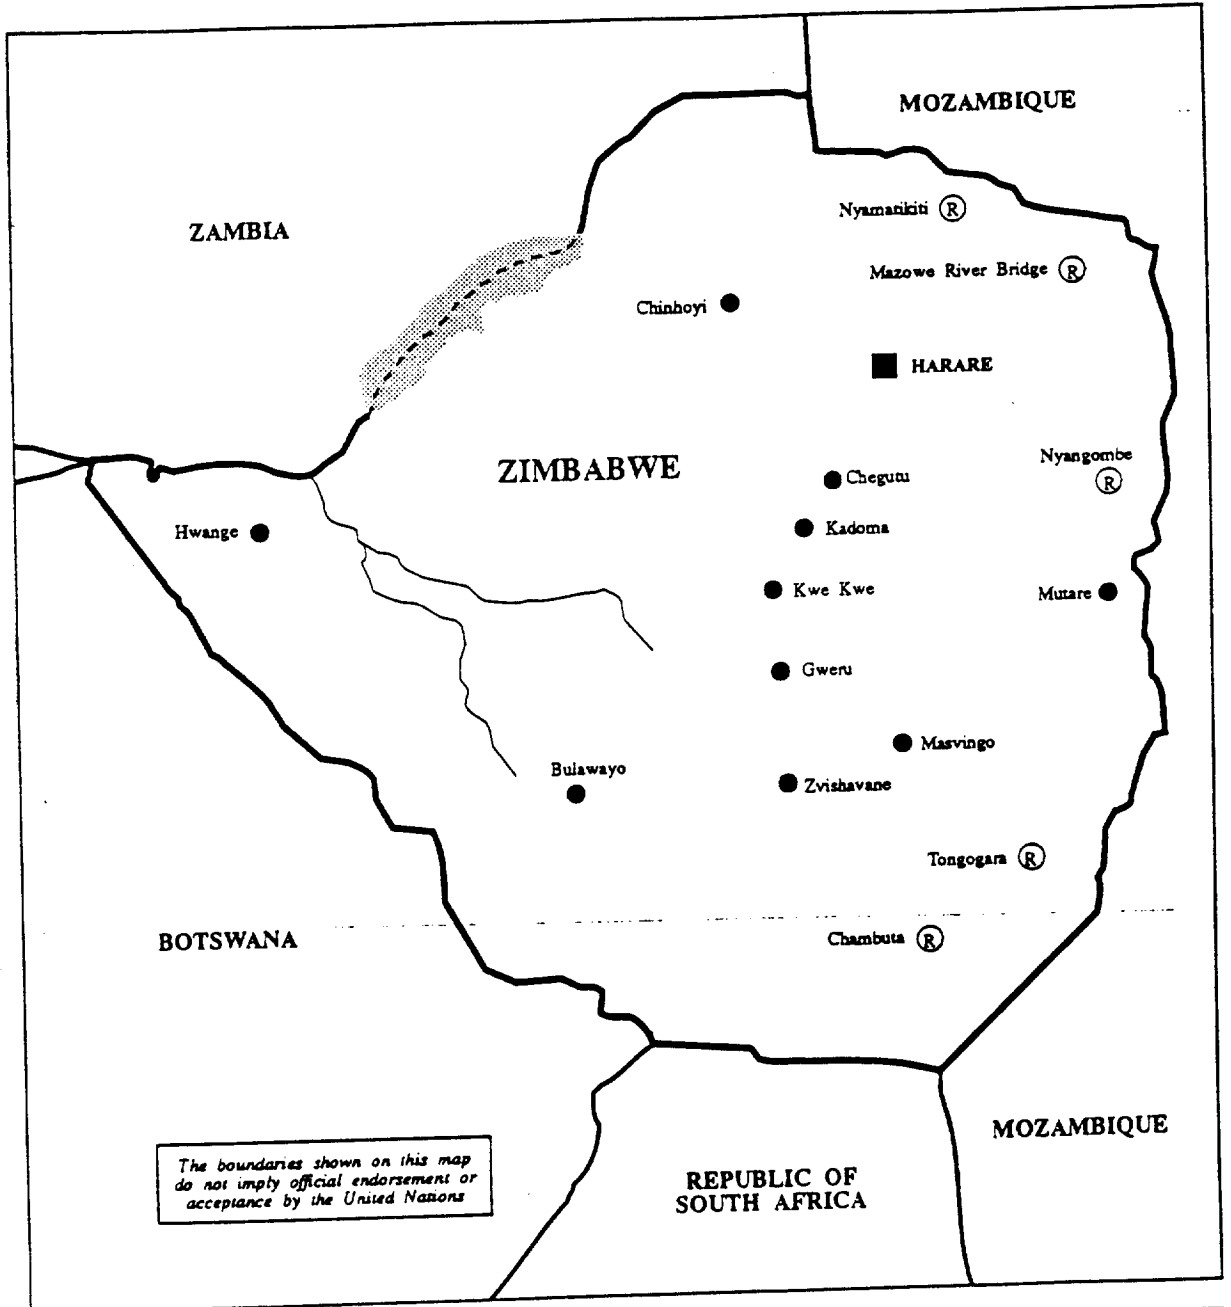 MOZAMBIQUE
Nyamatikiti R
ZAMBIA
Mazowe River Bridge R
Chinhoyi
HARARE
Nyangombe
R
ZIMBABWE
Chegutu
Kadoma
Hwange
Kwe Kwe
Mutare
Gweru
Masvingo
Bulawayo
Zvishavane
Tongogara R
BOTSWANA
Chambuta R
MOZAMBIQUE
The boundaries shown on this map
do not imply official endorsement or
acceptance by the United Nations
REPUBLIC OF
SOUTH AFRICA